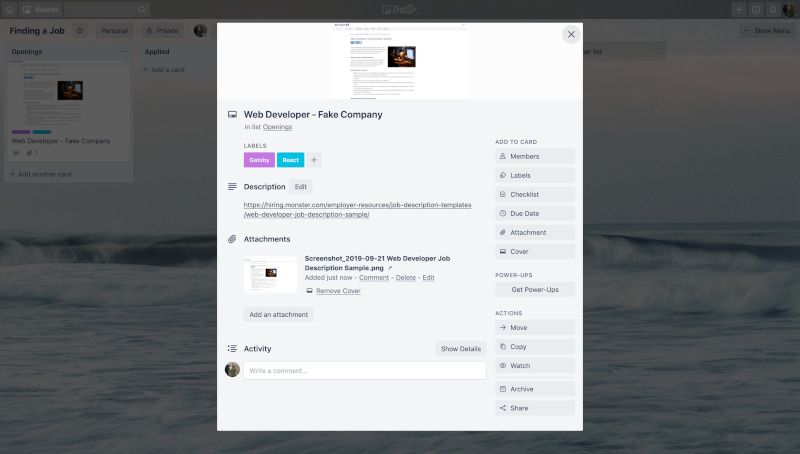 Boards
Trello
Finding a Job
Personal
Private
Show Menu
Openings
Applied
+ Add a card
Web Developer - Fake Company
1
+ Add another card
Web Developer - Fake Company
in list Openings
LABELS
Gatsby
React
+
Description
Edit
https://hiring.monster.com/employer-resources/job-description-templates
/web-developer-job-description-sample/
Attachments
Screenshot_2019-09-21 Web Developer Job
Description Sample.png ↗
Added just now - Comment - Delete - Edit
Remove Cover
Add an attachment
Activity
Show Details
Write a comment...
ADD TO CARD
Members
Labels
Checklist
Due Date
Attachment
Cover
POWER-UPS
Get Power-Ups
ACTIONS
Move
Copy
Watch
Archive
Share